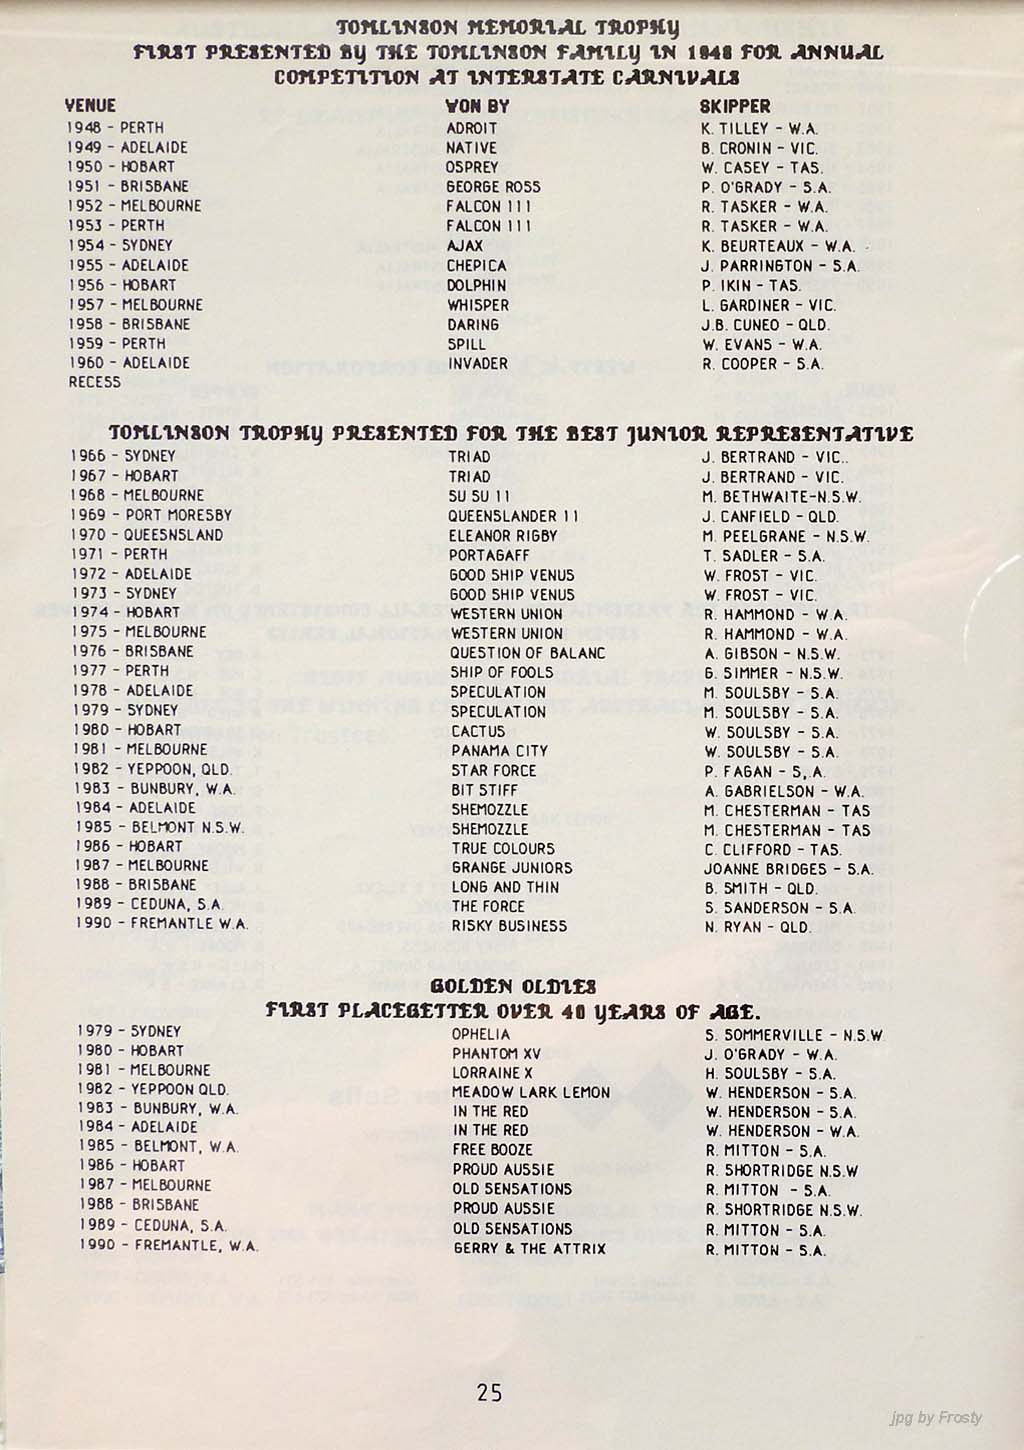 TOMLINSON MEMORIAL TROPHY
FIRST PRESENTED BY THE TOMLINSON FAMILY IN 1948 FOR ANNUAL
COMPETITION AT INTERSTATE CARNIVALS
VENUE WON BY SKIPPER
1948 - PERTH ADROIT K. TILLEY - W.A.
1949 - ADELAIDE NATIVE B. CRONIN - VIC.
1950 - HOBART OSPREY W. CASEY - TAS.
1951 - BRISBANE GEORGE ROSS P. O'GRADY - S.A.
1952 - MELBOURNE FALCON 111 R. TASKER - W.A.
1953 - PERTH FALCON 111 R. TASKER - W.A.
1954 - SYDNEY AJAX K. BEURTEAUX - W.A.
1955 - ADELAIDE CHEPICA J. PARRINGTON - S.A.
1956 - HOBART DOLPHIN P. IKIN - TAS.
1957 - MELBOURNE WHISPER L. GARDINER - VIC.
1958 - BRISBANE DARING J.B. CUNEO - QLD.
1959 - PERTH SPILL W. EVANS - W.A.
1960 - ADELAIDE INVADER R. COOPER - S.A.
RECESS
TOMLINSON TROPHY PRESENTED FOR THE BEST JUNIOR REPRESENTATIVE
1966 - SYDNEY TRIAD J. BERTRAND - VIC..
1967 - HOBART TRIAD J. BERTRAND - VIC.
1968 - MELBOURNE SU SU 11 M. BETHWAITE-N.S.W.
1969 - PORT MORESBY QUEENSLANDER 11 J. CANFIELD - QLD.
1970 - QUEESNSLAND ELEANOR RIGBY M. PEELGRANE - N.S.W.
1971 - PERTH PORTAGAFF T. SADLER - S.A.
1972 - ADELAIDE GOOD SHIP VENUS W. FROST - VIC.
1973 - SYDNEY GOOD SHIP VENUS W. FROST - VIC.
1974 - HOBART WESTERN UNION R. HAMMOND - W.A.
1975 - MELBOURNE WESTERN UNION R. HAMMOND - W.A.
1976 - BRISBANE QUESTION OF BALANC A. GIBSON - N.S.W.
1977 - PERTH SHIP OF FOOLS G. SIMMER - N.S.W.
1978 - ADELAIDE SPECULATION M. SOULSBY - S.A.
1979 - SYDNEY SPECULATION M. SOULSBY - S.A.
1980 - HOBART CACTUS W. SOULSBY - S.A.
1981 - MELBOURNE PANAMA CITY W. SOULSBY - S.A.
1982 - YEPPOON, QLD. STAR FORCE P. FAGAN - S,.A.
1983 - BUNBURY, W.A. BIT STIFF A. GABRIELSON - W.A.
1984 - ADELAIDE SHEMOZZLE M. CHESTERMAN - TAS
1985 - BELMONT N.S.W. SHEMOZZLE M. CHESTERMAN - TAS
1986 - HOBART TRUE COLOURS C. CLIFFORD - TAS.
1987 - MELBOURNE GRANGE JUNIORS JOANNE BRIDGES - S.A.
1988 - BRISBANE LONG AND THIN B. SMITH - QLD.
1989 - CEDUNA, S.A. THE FORCE S. SANDERSON - S.A.
1990 - FREMANTLE W.A. RISKY BUSINESS N. RYAN - QLD.
GOLDEN OLDIES
FIRST PLACEGETTER OVER 40 YEARS OF AGE.
1979 - SYDNEY OPHELIA S. SOMMERVILLE - N.S.W.
1980 - HOBART PHANTOM XV J. O'GRADY - W.A.
1981 - MELBOURNE LORRAINE X H. SOULSBY - S.A.
1982 - YEPPOON QLD. MEADOW LARK LEMON W. HENDERSON - S.A.
1983 - BUNBURY, W.A. IN THE RED W. HENDERSON - S.A.
1984 - ADELAIDE IN THE RED W. HENDERSON - W.A.
1985 - BELMONT, W.A. FREE BOOZE R. MITTON - S.A.
1986 - HOBART PROUD AUSSIE R. SHORTRIDGE N.S.W
1987 - MELBOURNE OLD SENSATIONS R. MITTON - S.A.
1988 - BRISBANE PROUD AUSSIE R. SHORTRIDGE N.S.W.
1989 - CEDUNA, S.A. OLD SENSATIONS R. MITTON - S.A.
1990 - FREMANTLE, W.A. GERRY & THE ATTRIX R. MITTON - S.A.
25
jpg by Frosty